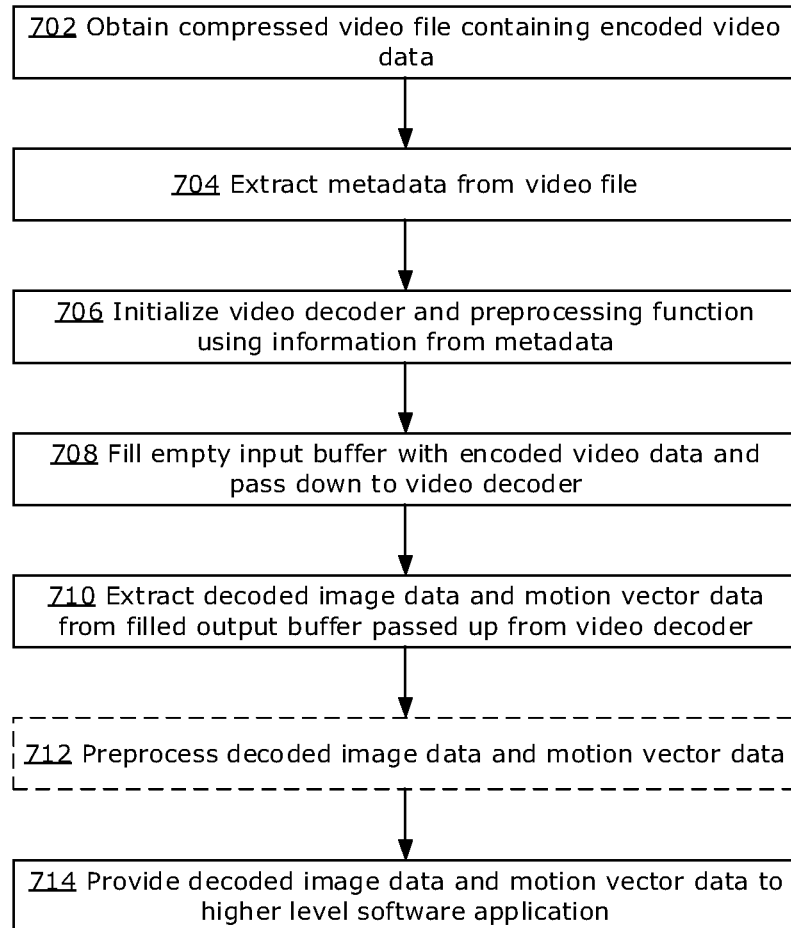 702 Obtain compressed video file containing encoded video
data
704 Extract metadata from video file
706 Initialize video decoder and preprocessing function
using information from metadata
708 Fill empty input buffer with encoded video data and
pass down to video decoder
710 Extract decoded image data and motion vector data
from filled output buffer passed up from video decoder
712 Preprocess decoded image data and motion vector data
714 Provide decoded image data and motion vector data to
higher level software application